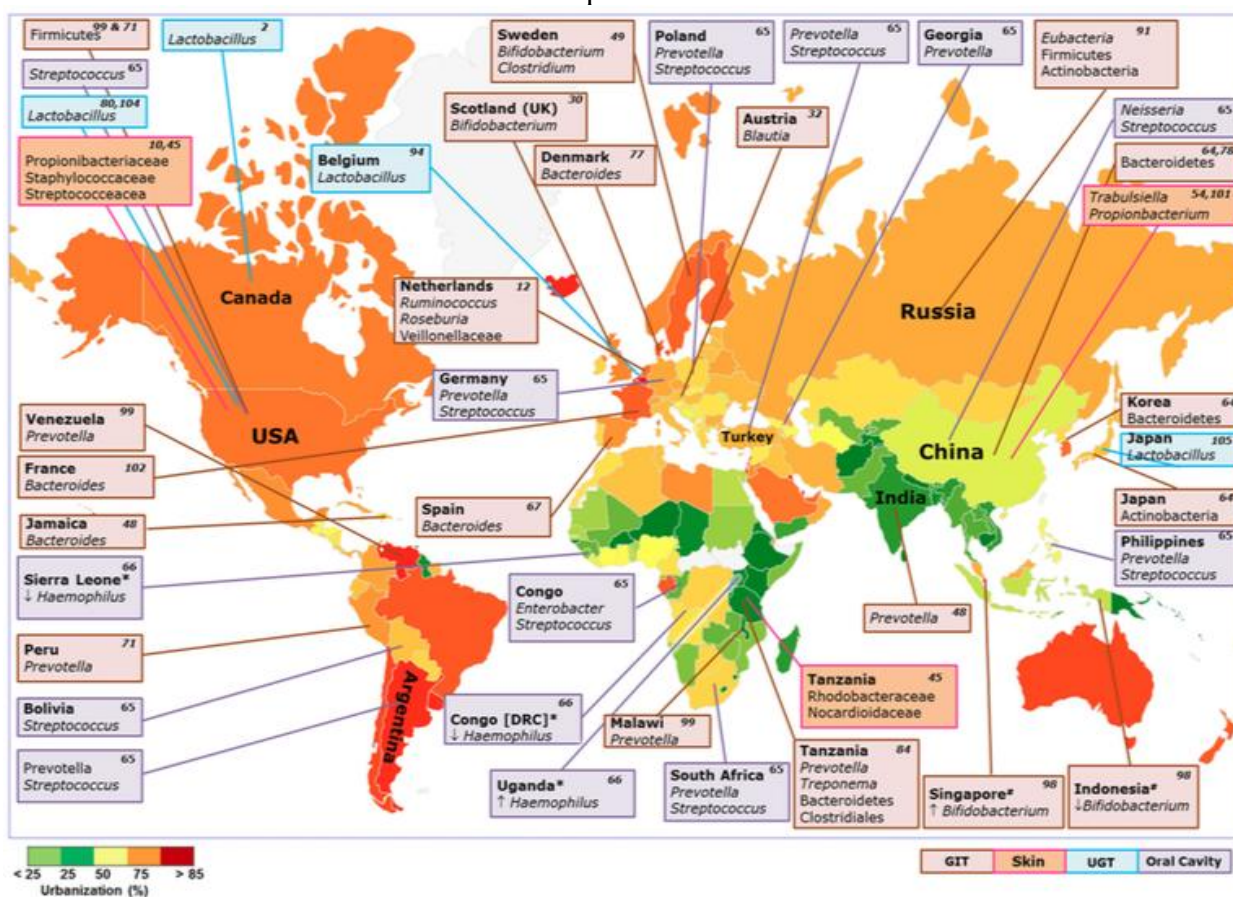 Firmicutes 99 & 71
Streptococcus 65
Lactobacillus 80,104
10,45
Propionibacteriaceae
Staphylococcaceae
Streptococceacea
Lactobacillus 2
Canada
USA
Belgium 94
Lactobacillus
Scotland (UK) 30
Bifidobacterium
Sweden 49
Bifidobacterium
Clostridium
Denmark 77
Bacteroides
Poland 65
Prevotella
Streptococcus
Austria 32
Blautia
Prevotella 65
Streptococcus
Georgia 65
Prevotella
Eubacteria 91
Firmicutes
Actinobacteria
Neisseria 65
Streptococcus
64,78
Bacteroidetes
Trabulsiella 54,101
Propionbacterium
Netherlands 12
Ruminococcus
Roseburia
Veillonellaceae
Germany 65
Prevotella
Streptococcus
Russia
China
Turkey
India
Venezuela 99
Prevotella
France 102
Bacteroides
Jamaica 48
Bacteroides
Sierra Leone* 66
↓ Haemophilus
Peru 71
Prevotella
Bolivia 65
Streptococcus
Prevotella 65
Streptococcus
Argentina
Spain 67
Bacteroides
Congo 65
Enterobacter
Streptococcus
Congo [DRC]* 66
↓ Haemophilus
Uganda* 66
↑ Haemophilus
Malawi 99
Prevotella
South Africa 65
Prevotella
Streptococcus
Prevotella 48
Tanzania 45
Rhodobacteraceae
Nocardioidaceae
Tanzania 84
Prevotella
Treponema
Bacteroidetes
Clostridiales
Singapore# 98
↑ Bifidobacterium
Indonesia# 98
↓Bifidobacterium
Korea 64
Bacteroidetes
Japan 105
Lactobacillus
Japan 64
Actinobacteria
Philippines 65
Prevotella
Streptococcus
< 25 25 50 75 > 85
Urbanization (%)
GIT Skin UGT Oral Cavity